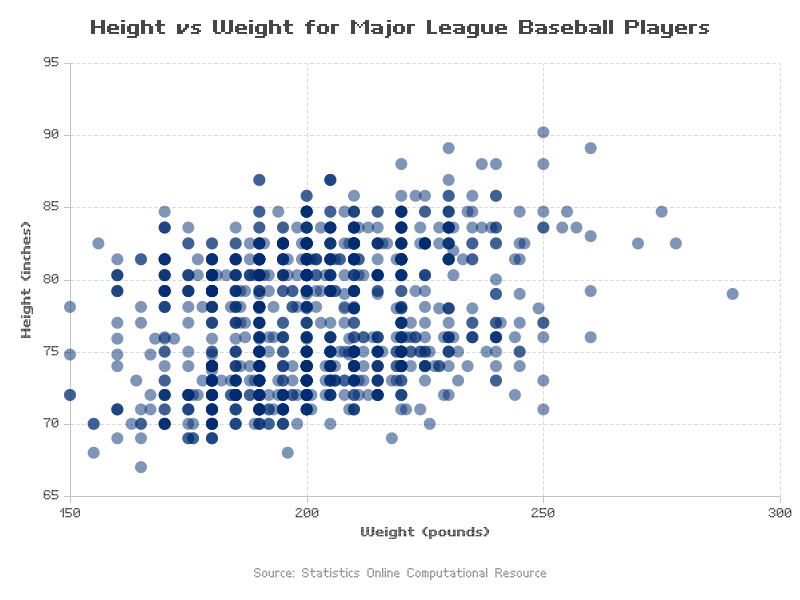 Height vs Weight for Major League Baseball Players
95
90
85
80
75
70
65
Height (inches)
150 200 250 300
Weight (pounds)
Source: Statistics Online Computational Resource